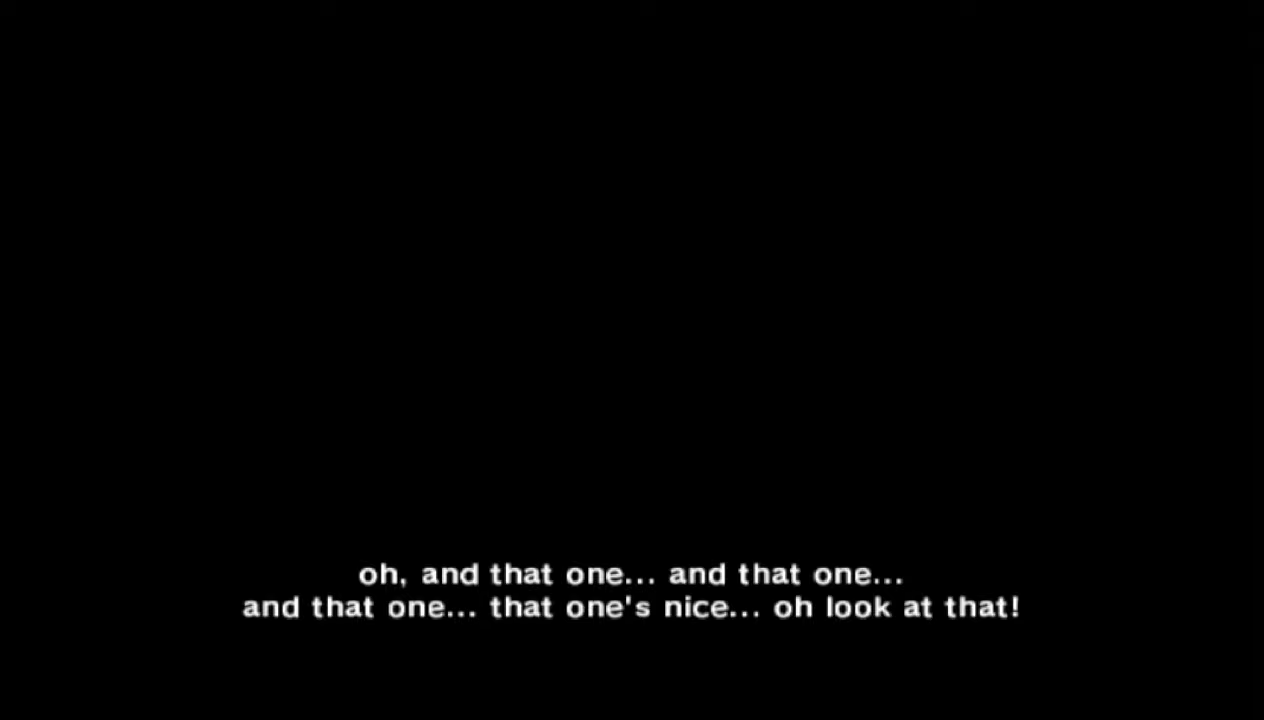 oh, and that one... and that one...
and that one... that one's nice... oh look at that!